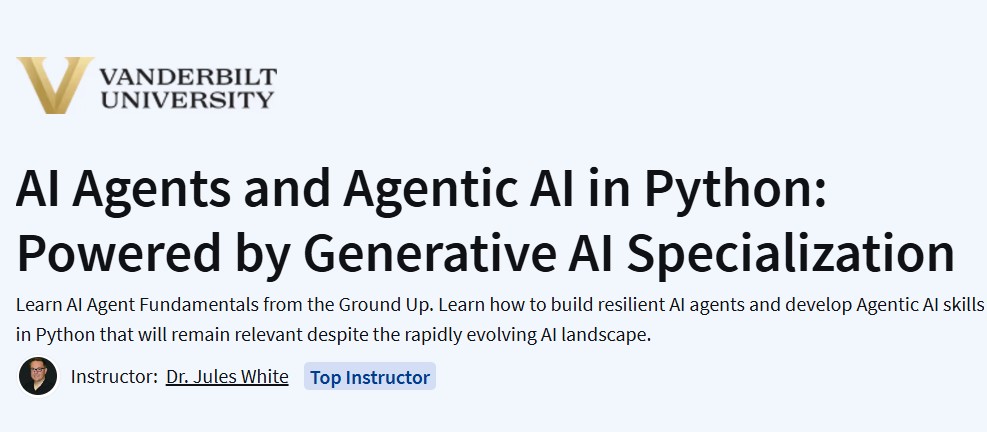 VANDERBILT
UNIVERSITY
AI Agents and Agentic AI in Python:
Powered by Generative AI Specialization
Learn AI Agent Fundamentals from the Ground Up. Learn how to build resilient AI agents and develop Agentic AI skills
in Python that will remain relevant despite the rapidly evolving AI landscape.
Instructor: Dr. Jules White Top Instructor